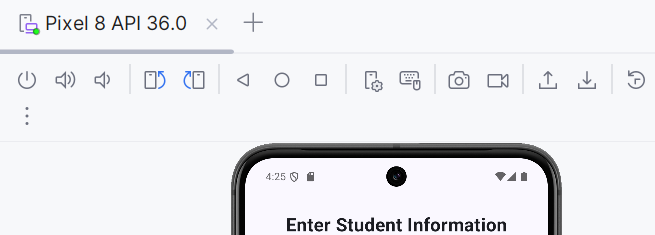 Pixel 8 API 36.0
4:25
Enter Student Information